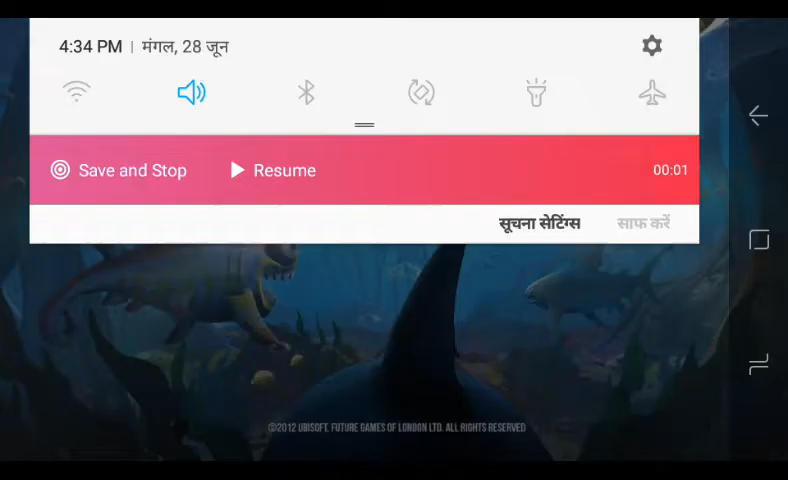 4:34 PM | मंगल, 28 जून
Save and Stop Resume 00:01
सूचना सेटिंग्स साफ करें
©2012 UBISOFT, FUTURE GAMES OF LONDON LTD. ALL RIGHTS RESERVED